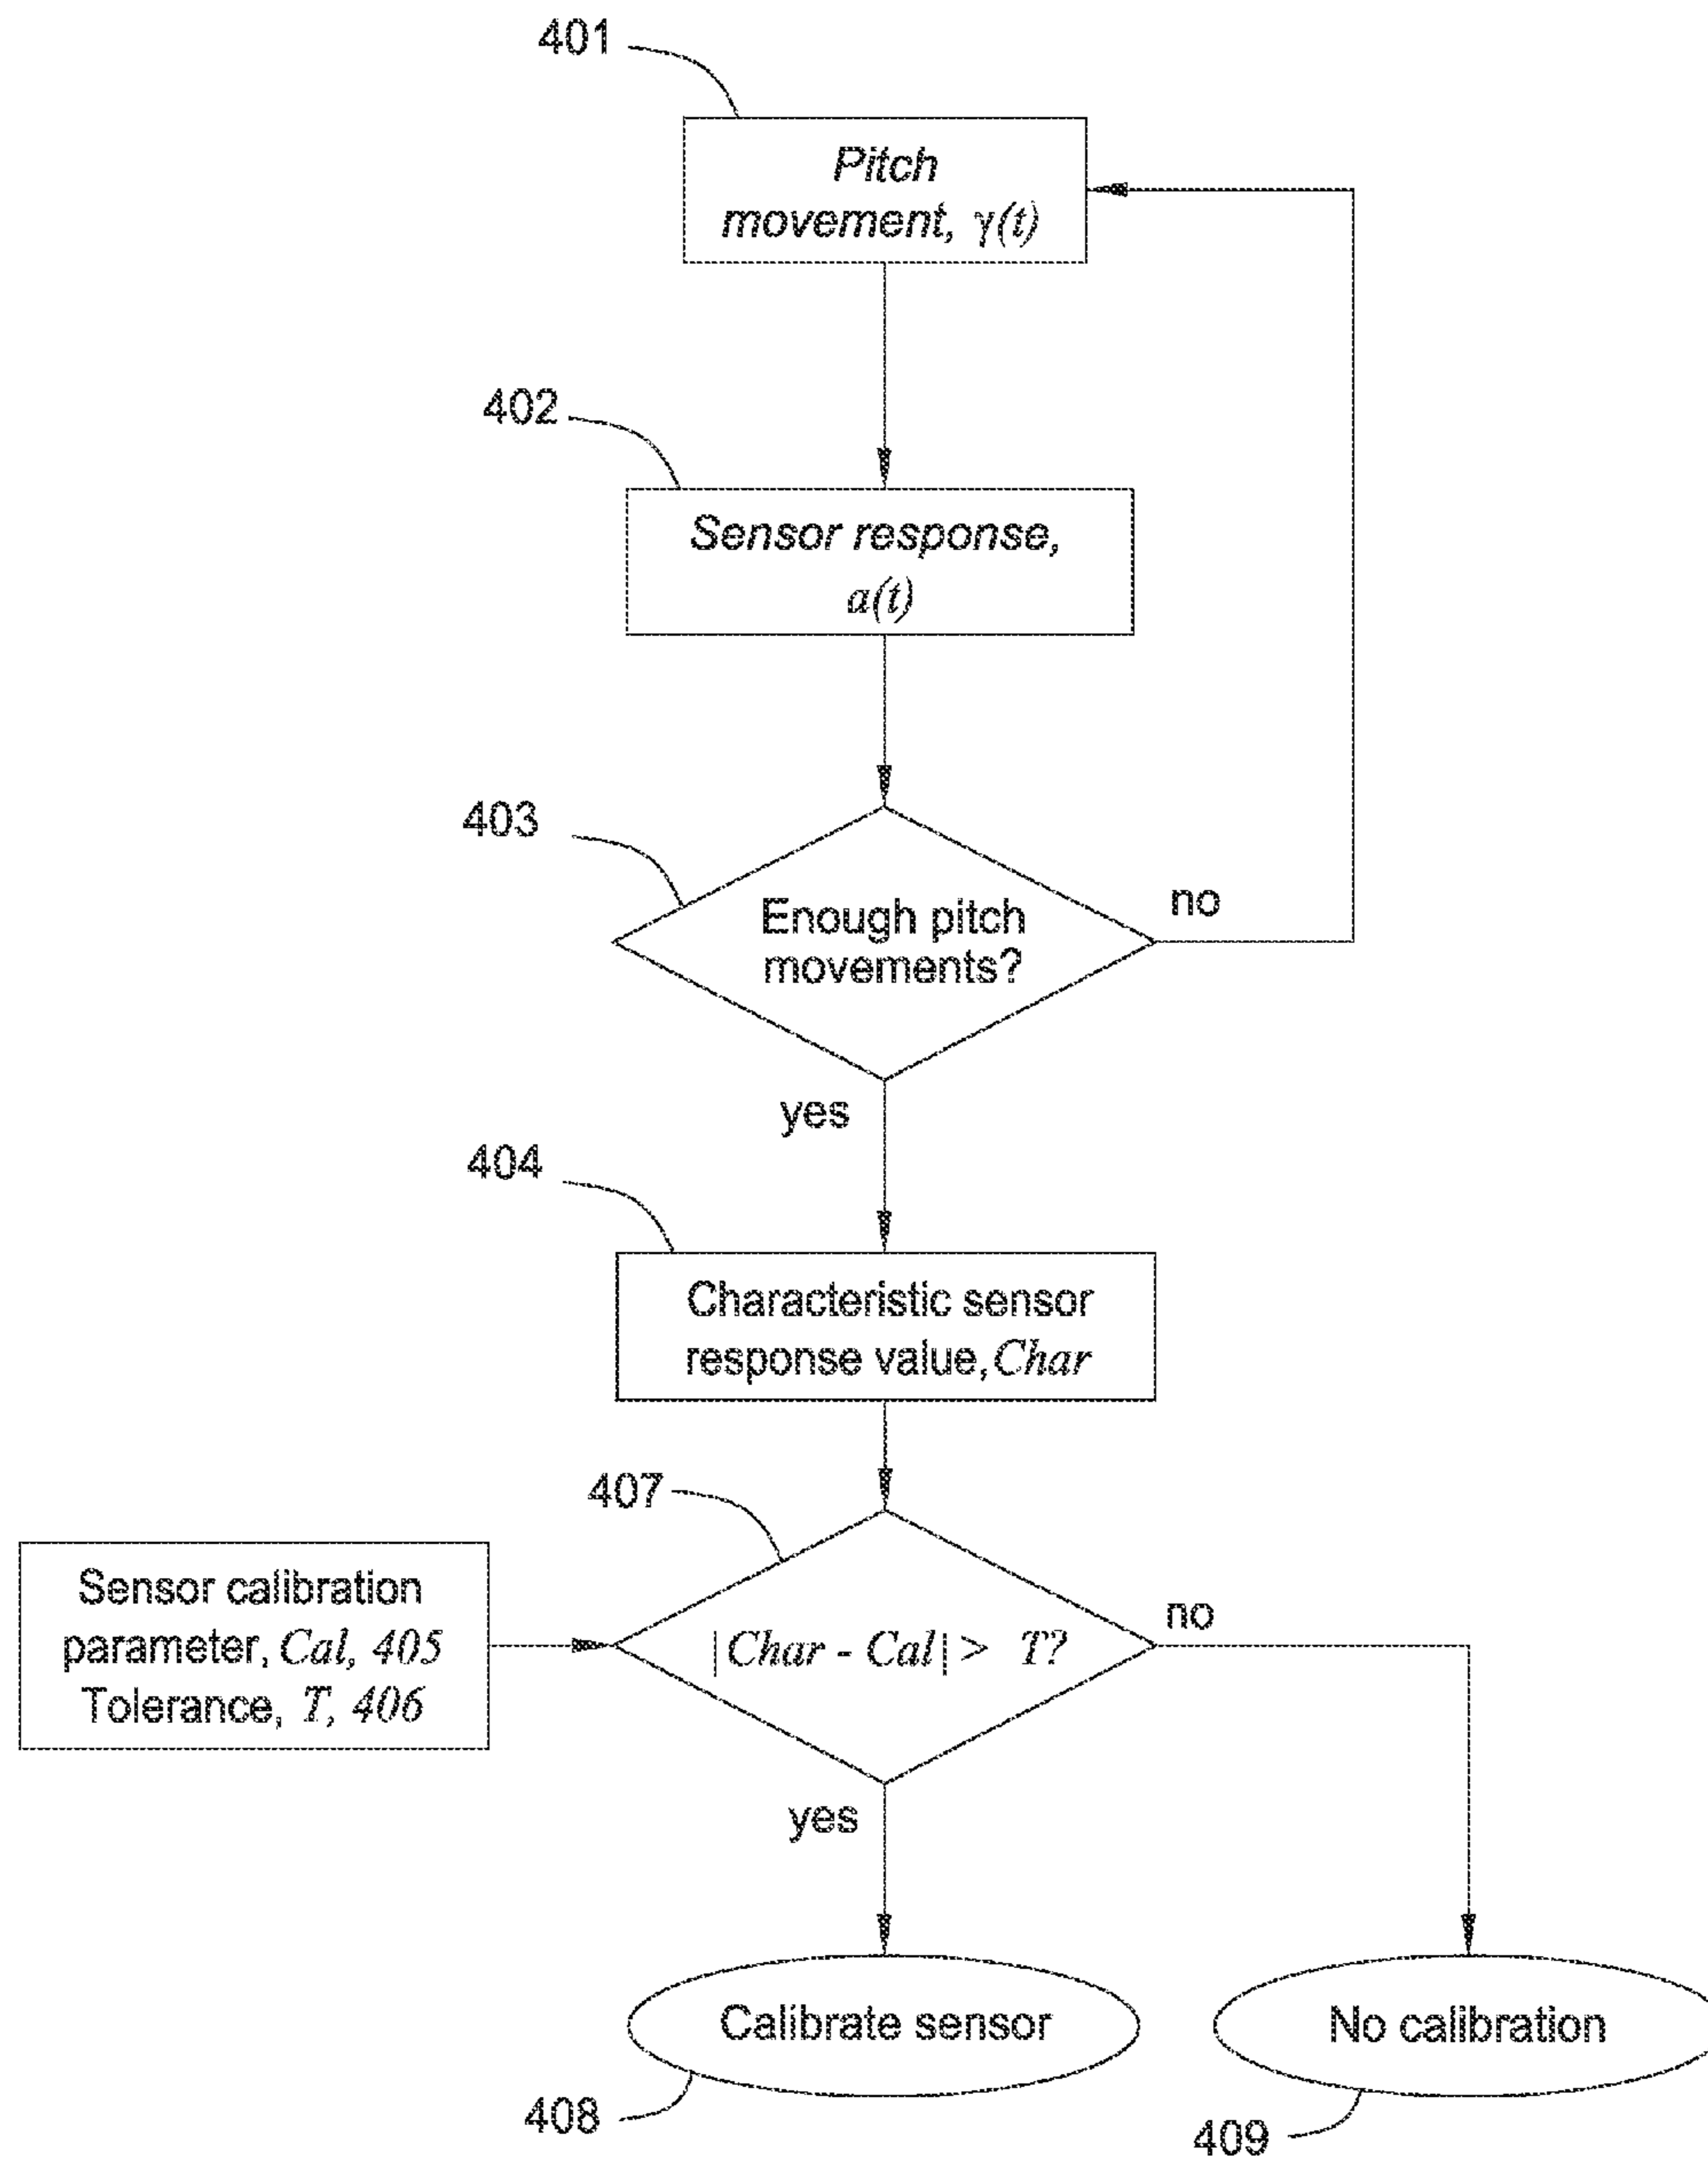 401
Pitch
movement, γ(t)
402
Sensor response,
a(t)
403
Enough pitch
movements?
no
yes
404
Characteristic sensor
response value, Char
407
Sensor calibration
parameter, Cal, 405
Tolerance, T, 406
|Char - Cal| > T?
no
yes
Calibrate sensor
No calibration
408
409